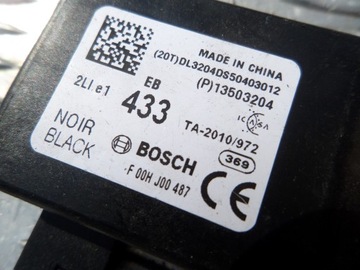 MADE IN CHINA
(20T)DL3204DS50403012
(P)13503204
2LI.e1
EB
433
ICASA
TA-2010/972
NOIR
BLACK
BOSCH
369
F 00H J00 487
CE